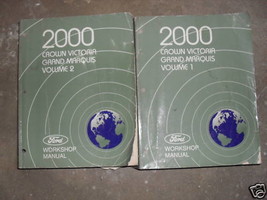 2000
CROWN VICTORIA
GRAND MARQUIS
VOLUME 2
Ford
WORKSHOP
MANUAL
2000
CROWN VICTORIA
GRAND MARQUIS
VOLUME 1
Ford
WORKSHOP
MANUAL